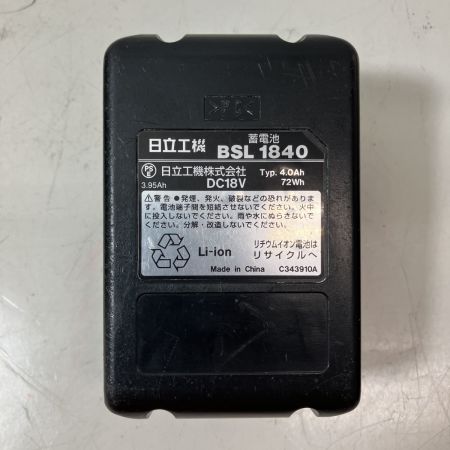 >PC<
日立工機 蓄電池 BSL 1840
PS E 日立工機株式会社 Typ. 4.0Ah
3.95Ah DC18V 72Wh
⚠警告 ●発煙、発火、破裂などの恐れがあります。
す。電池端子間を短絡させないでください。火中
に投入しないでください。雨や水にぬらさないで
ください。分解・改造しないでください。
Li-ion リチウムイオン電池は
リサイクルへ
Made in China C343910A